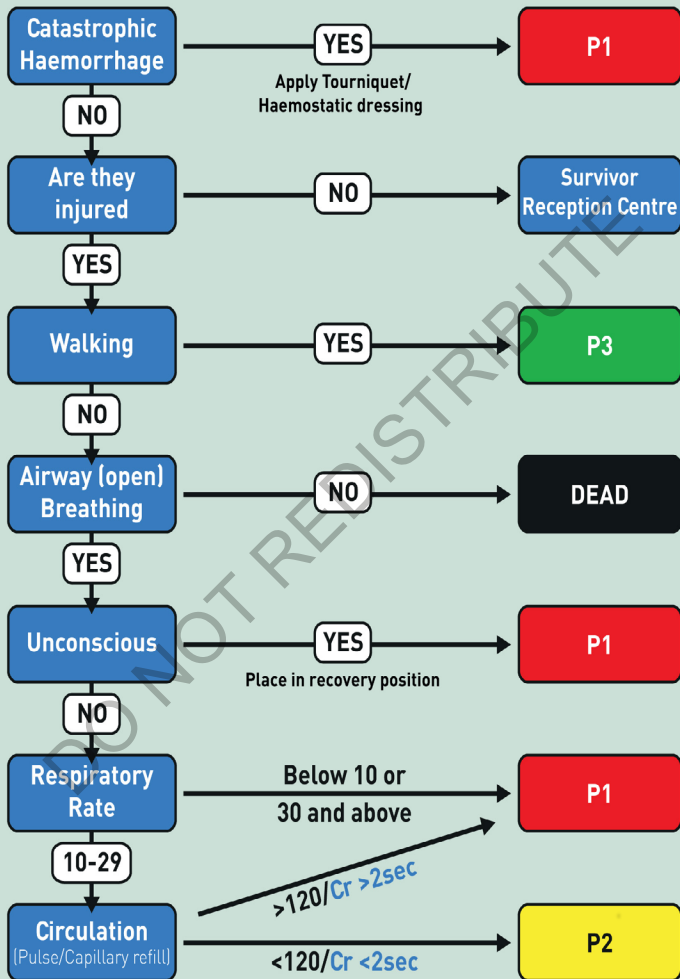 Catastrophic
Haemorrhage
YES
P1
Apply Tourniquet/
Haemostatic dressing
NO
Are they
injured
NO
Survivor
Reception Centre
YES
Walking
YES
P3
NO
Airway (open)
Breathing
NO
DEAD
YES
Unconscious
YES
P1
Place in recovery position
NO
Respiratory
Rate
Below 10 or
30 and above
P1
10-29
>120/Cr >2sec
Circulation
(Pulse/Capillary refill)
<120/Cr <2sec
P2
DO NOT REDISTRIBUTE